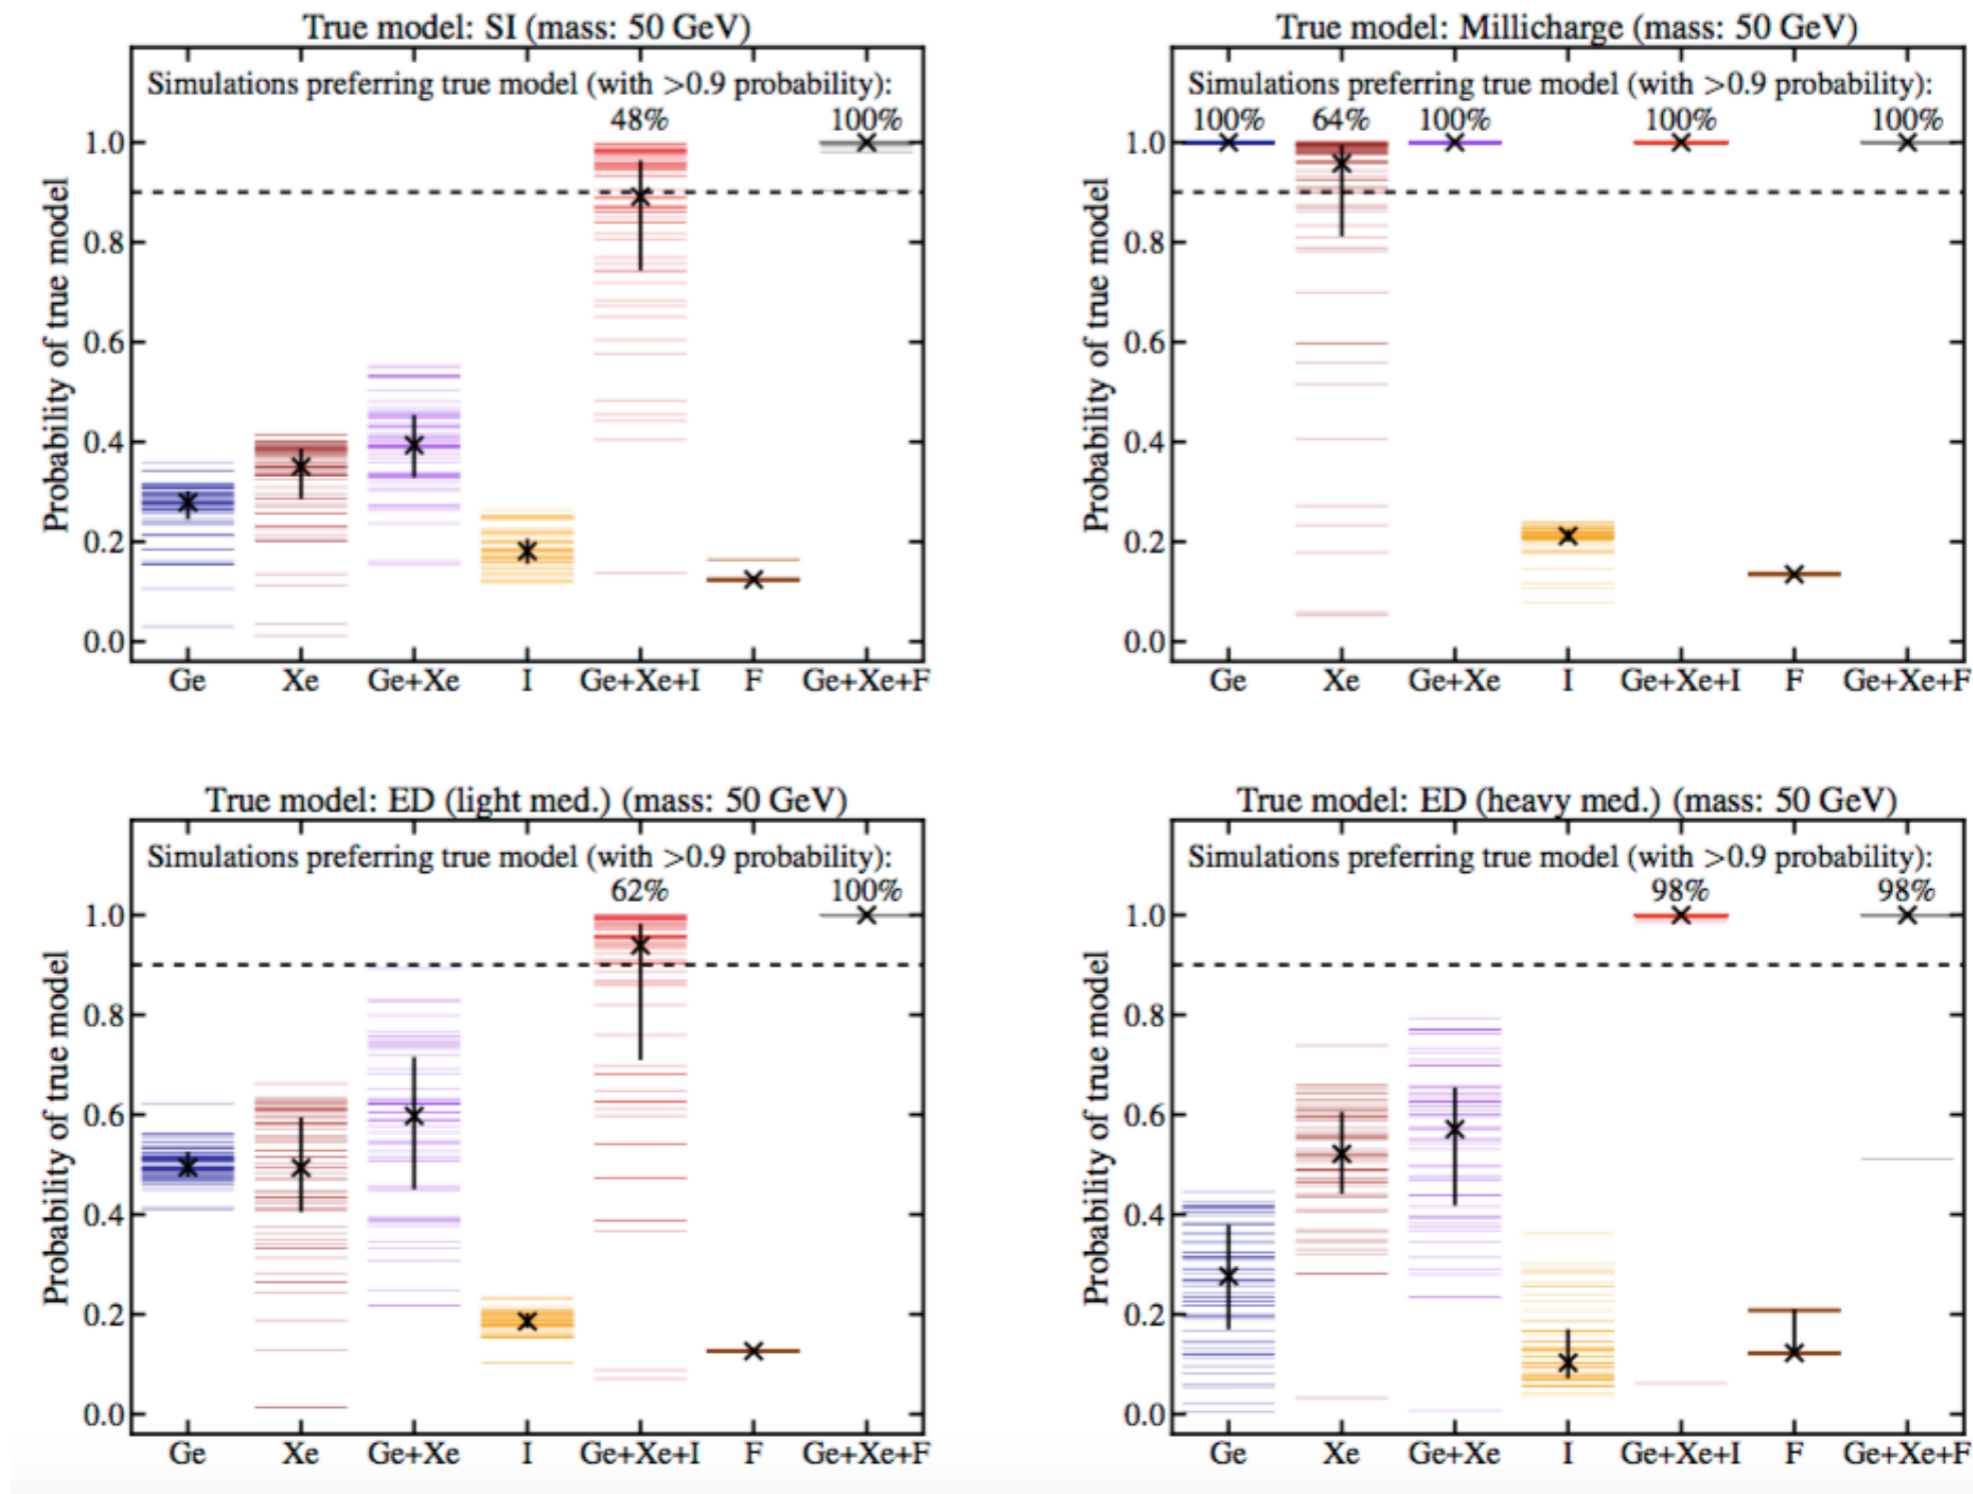 True model: SI (mass: 50 GeV)
Simulations preferring true model (with >0.9 probability):
48% 100%
1.0
0.8
0.6
0.4
0.2
0.0
Probability of true model
Ge Xe Ge+Xe I Ge+Xe+I F Ge+Xe+F
True model: Millicharge (mass: 50 GeV)
Simulations preferring true model (with >0.9 probability):
100% 64% 100% 100% 100%
1.0
0.8
0.6
0.4
0.2
0.0
Probability of true model
Ge Xe Ge+Xe I Ge+Xe+I F Ge+Xe+F
True model: ED (light med.) (mass: 50 GeV)
Simulations preferring true model (with >0.9 probability):
62% 100%
1.0
0.8
0.6
0.4
0.2
0.0
Probability of true model
Ge Xe Ge+Xe I Ge+Xe+I F Ge+Xe+F
True model: ED (heavy med.) (mass: 50 GeV)
Simulations preferring true model (with >0.9 probability):
98% 98%
1.0
0.8
0.6
0.4
0.2
0.0
Probability of true model
Ge Xe Ge+Xe I Ge+Xe+I F Ge+Xe+F